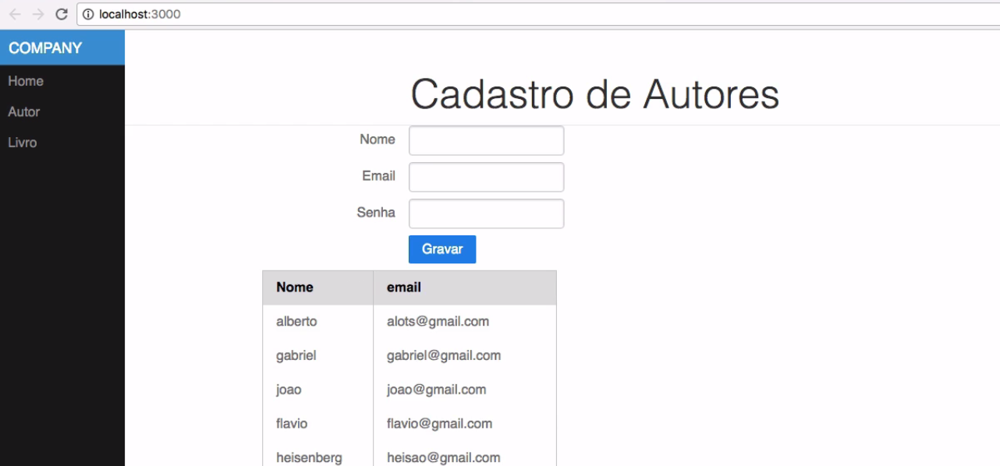 localhost:3000
COMPANY
Home
Autor
Livro
Cadastro de Autores
Nome
Email
Senha
Gravar
Nome email
alberto alots@gmail.com
gabriel gabriel@gmail.com
joao joao@gmail.com
flavio flavio@gmail.com
heisenberg heisao@gmail.com